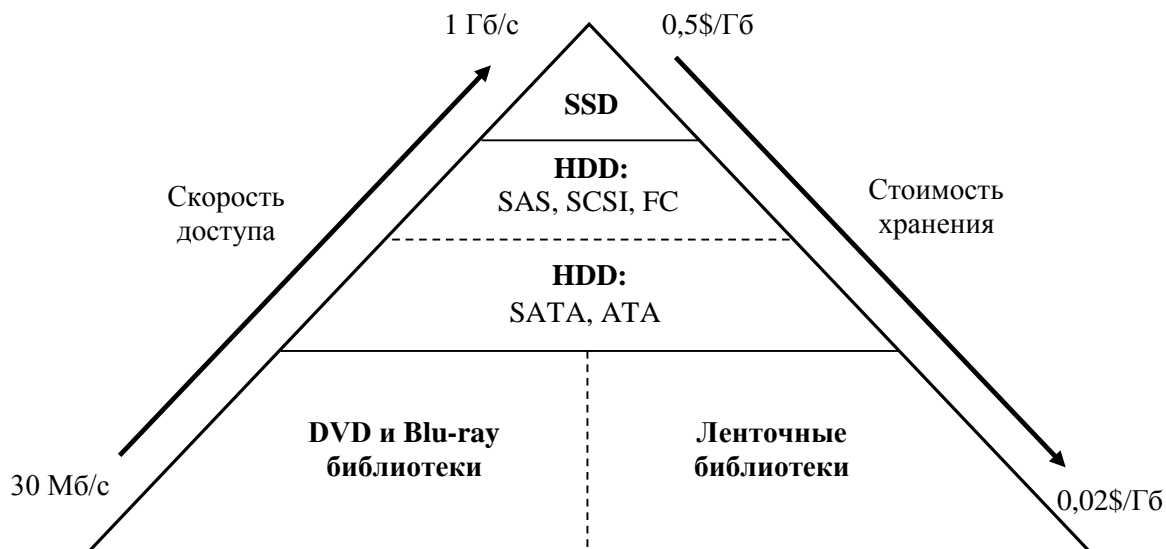 1 Гб/с
0,5$/Гб
SSD
HDD:
SAS, SCSI, FC
Скорость
доступа
Стоимость
хранения
HDD:
SATA, ATA
DVD и Blu-ray
библиотеки
Ленточные
библиотеки
30 Мб/с
0,02$/Гб